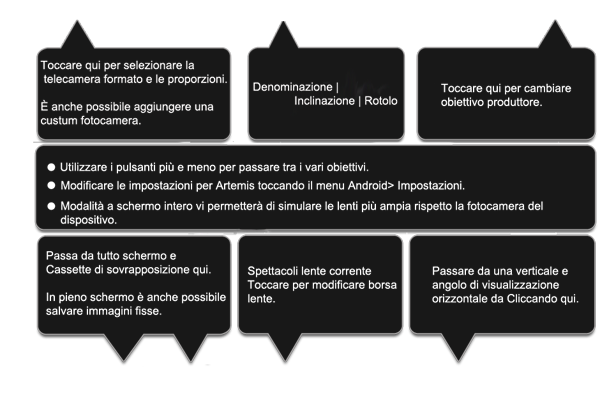 Toccare qui per selezionare la
telecamera formato e le proporzioni.
È anche possibile aggiungere una
custum fotocamera.
Denominazione |
Inclinazione | Rotolo
Toccare qui per cambiare
obiettivo produttore.
● Utilizzare i pulsanti più e meno per passare tra i vari obiettivi.
● Modificare le impostazioni per Artemis toccando il menu Android> Impostazioni.
● Modalità a schermo intero vi permetterà di simulare le lenti più ampia rispetto la fotocamera del
dispositivo.
Passa da tutto schermo e
Cassette di sovrapposizione qui.
In pieno schermo è anche possibile
salvare immagini fisse.
Spettacoli lente corrente
Toccare per modificare borsa
lente.
Passare da una verticale e
angolo di visualizzazione
orizzontale da Cliccando qui.